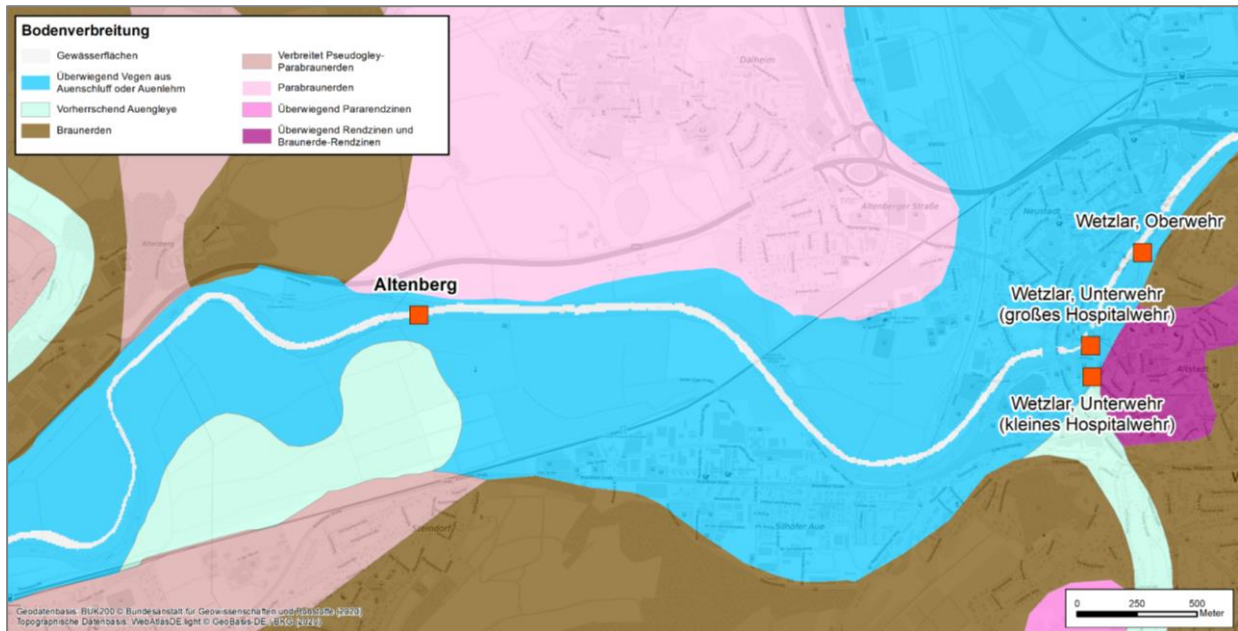 Bodenverbreitung
Gewässerflächen
Überwiegend Vegen aus
Auenschluff oder Auenlehm
Vorherrschend Auengleye
Braunerden
Verbreitet Pseudogley-
Parabraunerden
Parabraunerden
Überwiegend Pararendzinen
Überwiegend Rendzinen und
Braunerde-Rendzinen
Dalheim
Altenberger Straße
Neustadt
Wetzlar, Oberwehr
Altenberg
Altenberg
Wetzlar, Unterwehr
(großes Hospitalwehr)
Altstadt
Wetzlar, Unterwehr
(kleines Hospitalwehr)
Steindorf
Silhöfer Aue
W
Geodatenbasis: BUK200 © Bundesanstalt für Geowissenschaften und Rohstoffe (2020)
Topographische Datenbasis: WebAtlasDE.light © GeoBasis-DE / BKG (2020)
0 250 500
Meter